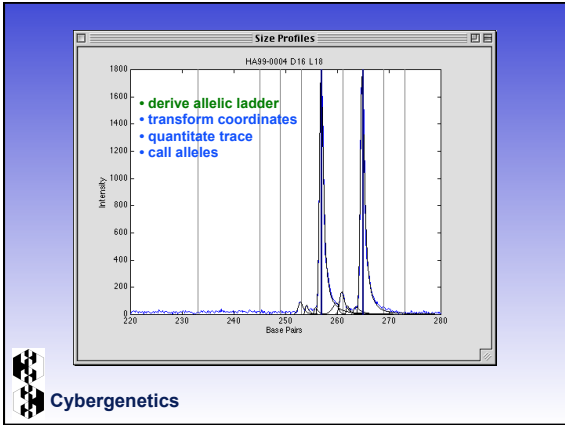 Size Profiles
HA99-0004 D16 L18
• derive allelic ladder
• transform coordinates
• quantitate trace
• call alleles
Intensity
1800
1600
1400
1200
1000
800
600
400
200
0
220 230 240 250 260 270 280
Base Pairs
Cybergenetics